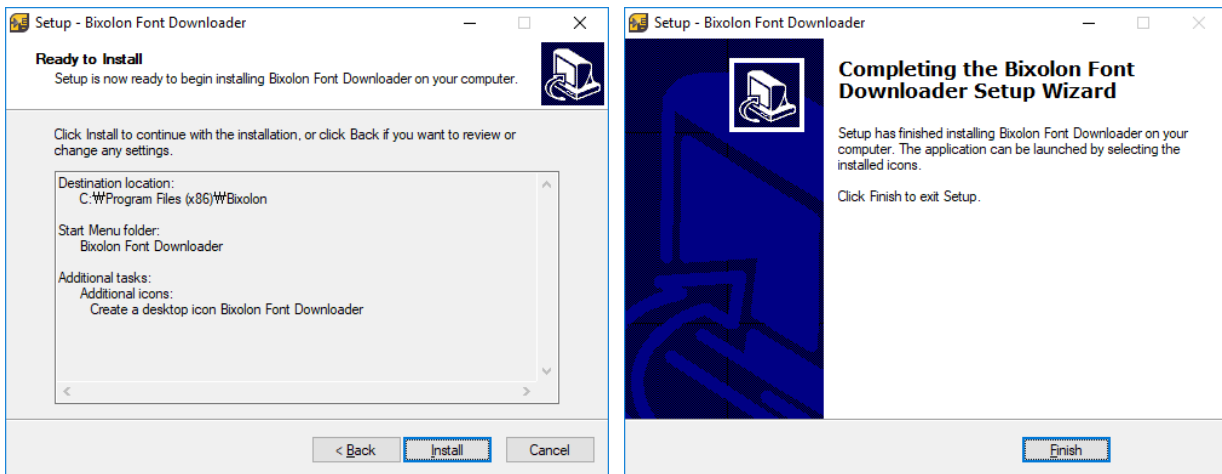 Setup - Bixolon Font Downloader
Ready to Install
Setup is now ready to begin installing Bixolon Font Downloader on your computer.
Click Install to continue with the installation, or click Back if you want to review or
change any settings.
Destination location:
C:₩Program Files (x86)₩Bixolon
Start Menu folder:
Bixolon Font Downloader
Additional tasks:
Additional icons:
Create a desktop icon Bixolon Font Downloader
< Back
Install
Cancel
Setup - Bixolon Font Downloader
Completing the Bixolon Font
Downloader Setup Wizard
Setup has finished installing Bixolon Font Downloader on your
computer. The application can be launched by selecting the
installed icons.
Click Finish to exit Setup.
Finish